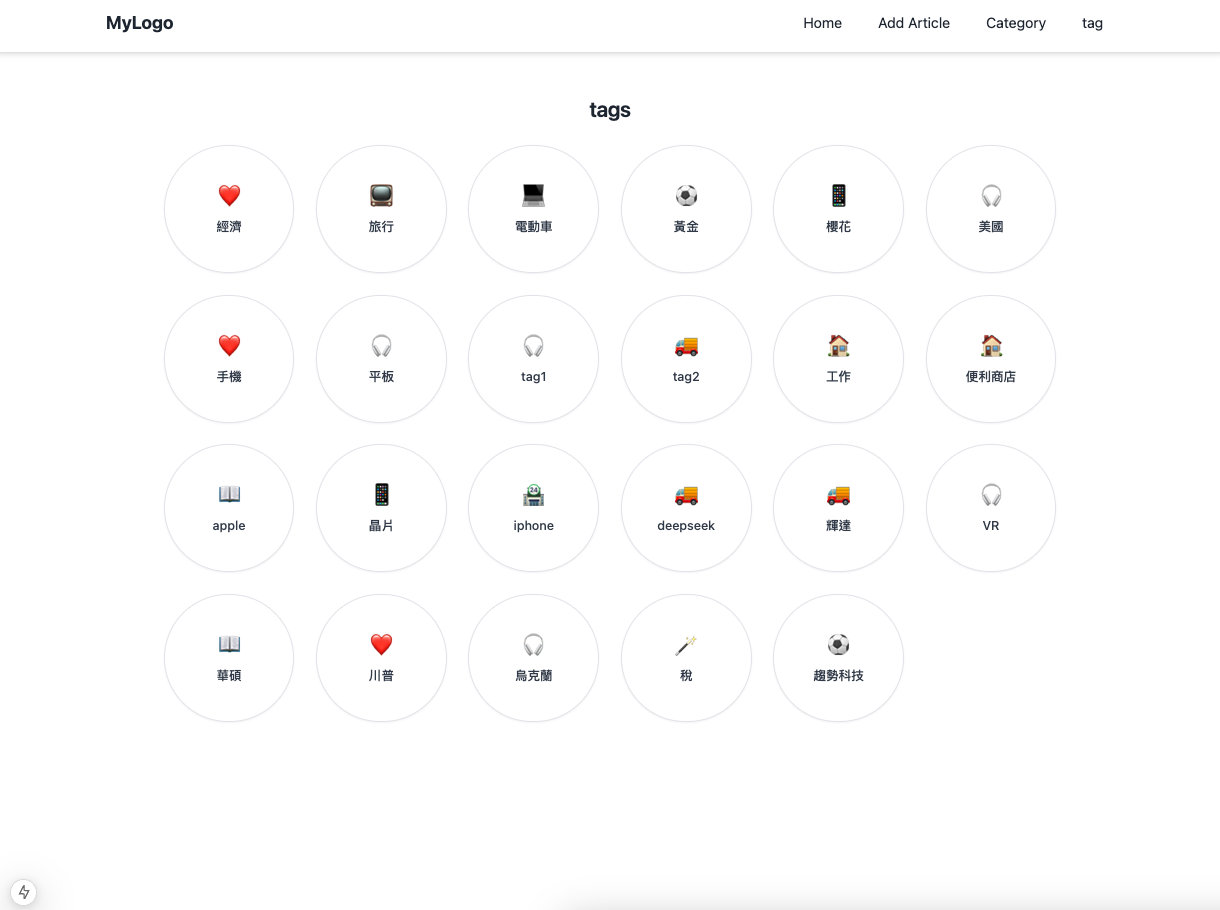 MyLogo
Home Add Article Category tag
tags
經濟
旅行
電動車
黃金
櫻花
美國
手機
平板
tag1
tag2
工作
便利商店
apple
晶片
iphone
deepseek
輝達
VR
華碩
川普
烏克蘭
稅
趨勢科技